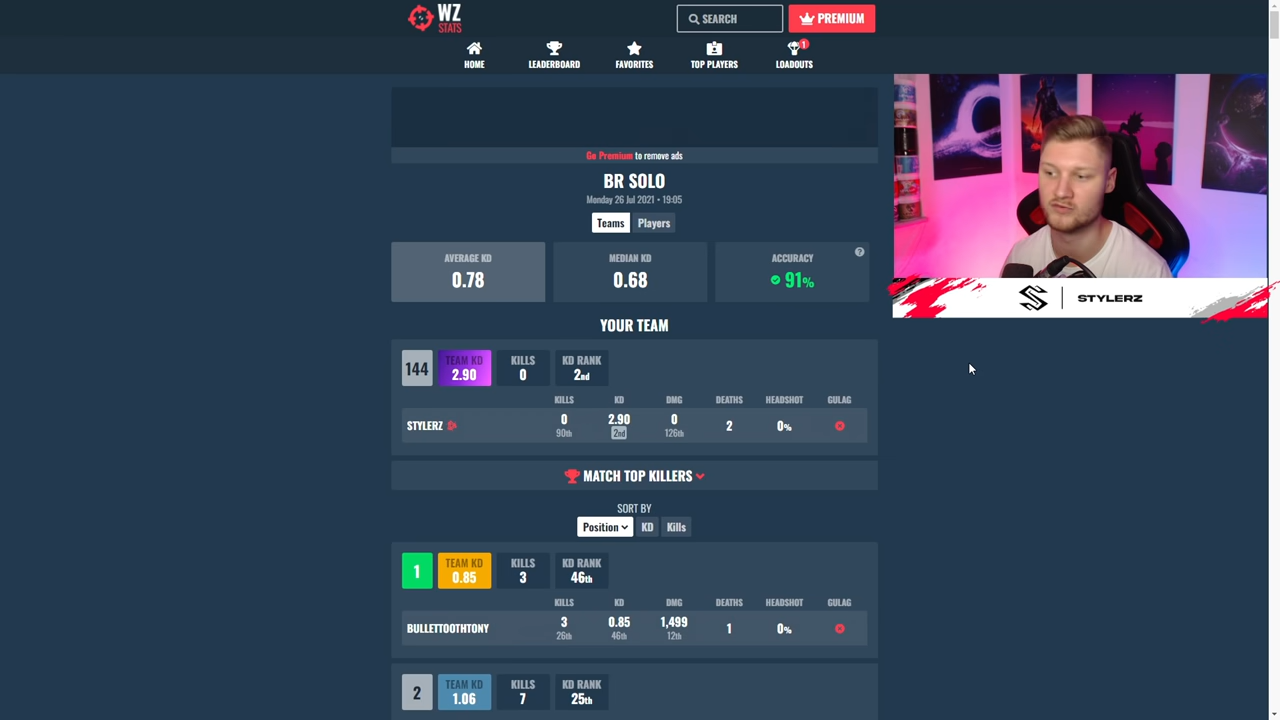 WZ
STATS
SEARCH
PREMIUM
HOME
LEADERBOARD
FAVORITES
TOP PLAYERS
1
LOADOUTS
Go Premium to remove ads
BR SOLO
Monday 26 Jul 2021 • 19:05
Teams Players
AVERAGE KD
0.78
MEDIAN KD
0.68
ACCURACY
91%
?
S | STYLERZ
YOUR TEAM
144
TEAM KD
2.90
KILLS
0
KD RANK
2nd
KILLS KD DMG DEATHS HEADSHOT GULAG
STYLERZ 0 2.90 0 2 0%
90th 2nd 126th
MATCH TOP KILLERS
SORT BY
Position KD Kills
1
TEAM KD
0.85
KILLS
3
KD RANK
46th
KILLS KD DMG DEATHS HEADSHOT GULAG
BULLETTOOTHTONY 3 0.85 1,499 1 0%
26th 46th 12th
2
TEAM KD
1.06
KILLS
7
KD RANK
25th